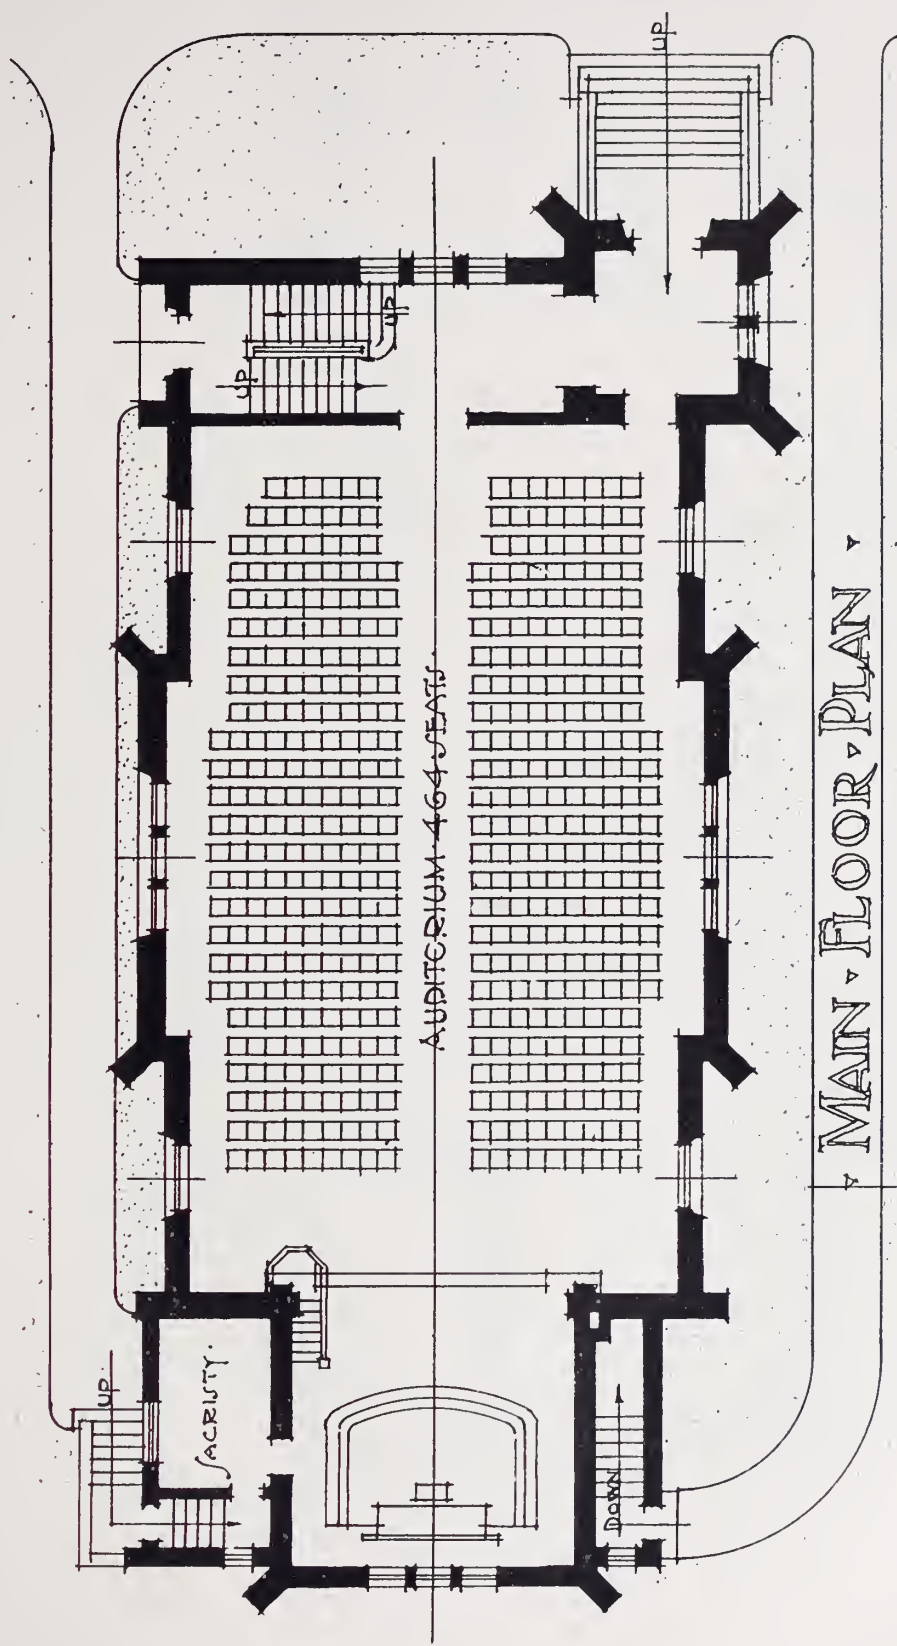 UP
UP
UP
AUDITORIUM-464-SEATS.
MAIN · FLOOR · PLAN
UP
SACRISTY.
DOWN